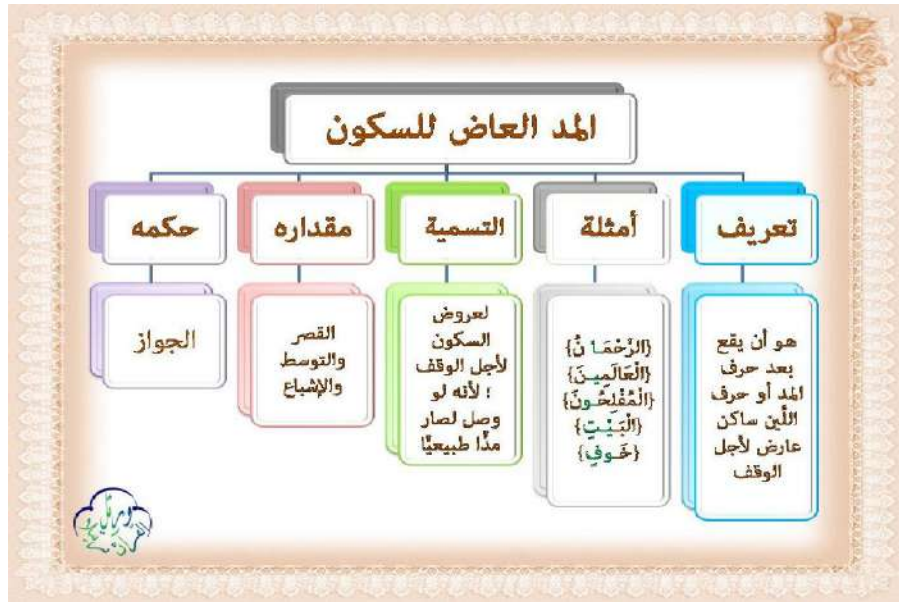 المد العاض للسكون
تعريف
أمثلة
التسمية
مقداره
حكمه
هو أن يقع
بعد حرف
المد أو حرف
اللين ساكن
عارض لأجل
الوقف
{الرَّحْمَـانُ}
{الْعَالَمِينَ}
{الْمُفْلِحُونَ}
{الْبَيْتِ}
{خَوفٍ}
لعروض
السكون
لأجل الوقف
؛ لأنه لو
وصل لصار
مدًّا طبيعيًّا
القصر
والتوسط
والإشباع
الجواز